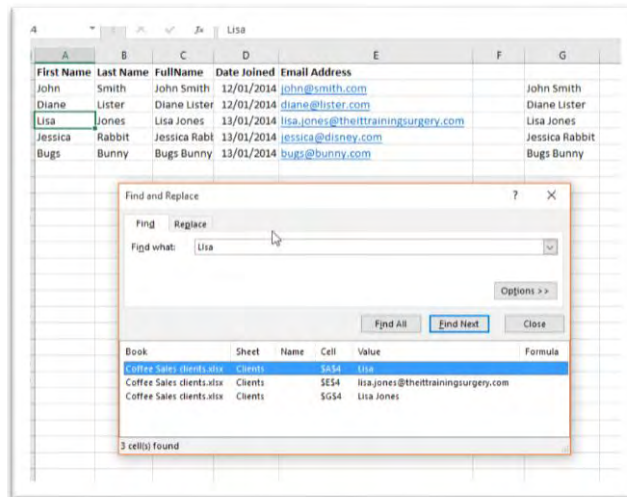 4 fx Lisa
A B C D E F G
First Name Last Name FullName Date Joined Email Address
John Smith John Smith 12/01/2014 john@smith.com John Smith
Diane Lister Diane Lister 12/01/2014 diane@lister.com Diane Lister
Lisa Jones Lisa Jones 13/01/2014 lisa.jones@theittrainingsurgery.com Lisa Jones
Jessica Rabbit Jessica Rabb 13/01/2014 jessica@disney.com Jessica Rabbit
Bugs Bunny Bugs Bunny 13/01/2014 bugs@bunny.com Bugs Bunny
Find and Replace ? ×
Find Replace
Find what: Lisa
Options >>
Find All Find Next Close
Book Sheet Name Cell Value Formula
Coffee Sales clients.xlsx Clients $A$4 Lisa
Coffee Sales clients.xlsx Clients $E$4 lisa.jones@theittrainingsurgery.com
Coffee Sales clients.xlsx Clients $G$4 Lisa Jones
3 cell(s) found